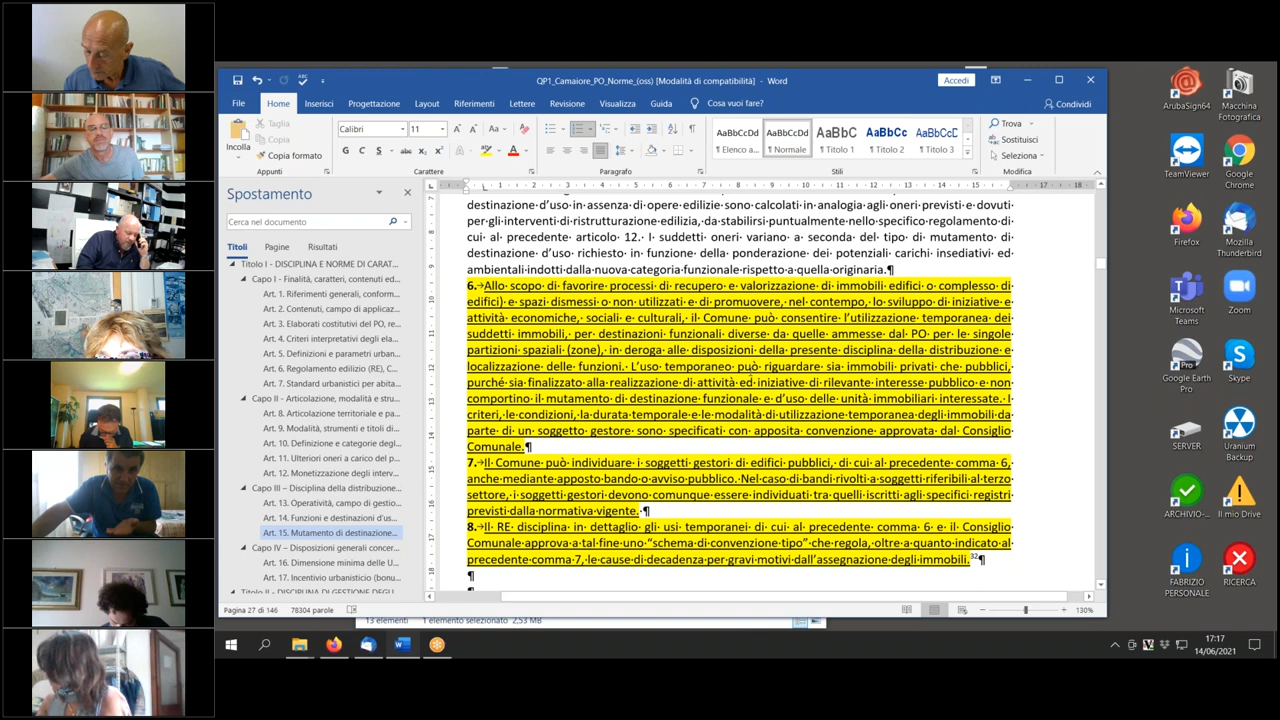 QP1_Camaiore_PO_Norme_(oss) [Modalità di compatibilità] - Word
Accedi
File Home Inserisci Progettazione Layout Riferimenti Lettere Revisione Visualizza Guida Cosa vuoi fare? Condividi
Incolla
Taglia
Copia
Copia formato
Appunti
Calibri 11
Carattere
Paragrafo
AaBbCcDd
¶ Elenco a...
AaBbCcDd
¶ Normale
AaBbC
¶ Titolo 1
AaBbCc
¶ Titolo 2
AaBbCcD
¶ Titolo 3
Stili
Trova
Sostituisci
Seleziona
Modifica
Spostamento
Cerca nel documento
Titoli Pagine Risultati
Titolo I - DISCIPLINA E NORME DI CARAT...
Capo I - Finalità, caratteri, contenuti ed...
Art. 1. Riferimenti generali, conform...
Art. 2. Contenuti, campo di applicaz...
Art. 3. Elaborati costitutivi del PO, re...
Art. 4. Criteri interpretativi degli ela...
Art. 5. Definizioni e parametri urban...
Art. 6. Regolamento edilizio (RE), C...
Art. 7. Standard urbanistici per abita...
Capo II - Articolazione, modalità e stru...
Art. 8. Articolazione territoriale e pa...
Art. 9. Modalità, strumenti e titoli di...
Art. 10. Definizione e categorie degl...
Art. 11. Ulteriori oneri a carico del p...
Art. 12. Monetizzazione degli interv...
Capo III – Disciplina della distribuzione...
Art. 13. Operatività, campo di gestio...
Art. 14. Funzioni e destinazioni d'us...
Art. 15. Mutamento di destinazione...
Capo IV – Disposizioni generali concer...
Art. 16. Dimensione minima delle U...
Art. 17. Incentivo urbanistico (bonu...
Titolo II - DISCIPLINA DI GESTIONE DEGL...
destinazione d'uso in assenza di opere edilizie sono calcolati in analogia agli oneri previsti e dovuti
per gli interventi di ristrutturazione edilizia, da stabilirsi puntualmente nello specifico regolamento di
cui al precedente articolo 12. I suddetti oneri variano a seconda del tipo di mutamento di
destinazione d'uso richiesto in funzione della ponderazione dei potenziali carichi insediativi ed
ambientali indotti dalla nuova categoria funzionale rispetto a quella originaria.¶
6.→Allo scopo di favorire processi di recupero e valorizzazione di immobili edifici o complesso di
edifici) e spazi dismessi o non utilizzati e di promuovere, nel contempo, lo sviluppo di iniziative e
attività economiche, sociali e culturali, il Comune può consentire l'utilizzazione temporanea dei
suddetti immobili, per destinazioni funzionali diverse da quelle ammesse dal PO per le singole
partizioni spaziali (zone), in deroga alle disposizioni della presente disciplina della distribuzione e
localizzazione delle funzioni. L'uso temporaneo può riguardare sia immobili privati che pubblici,
purché sia finalizzato alla realizzazione di attività ed iniziative di rilevante interesse pubblico e non
comportino il mutamento di destinazione funzionale e d'uso delle unità immobiliari interessate. I
criteri, le condizioni, la durata temporale e le modalità di utilizzazione temporanea degli immobili da
parte di un soggetto gestore sono specificati con apposita convenzione approvata dal Consiglio
Comunale.¶
7.→Il Comune può individuare i soggetti gestori di edifici pubblici, di cui al precedente comma 6,
anche mediante apposto bando o avviso pubblico. Nel caso di bandi rivolti a soggetti riferibili al terzo
settore, i soggetti gestori devono comunque essere individuati tra quelli iscritti agli specifici registri
previsti dalla normativa vigente. ¶
8.→Il RE disciplina in dettaglio gli usi temporanei di cui al precedente comma 6 e il Consiglio
Comunale approva a tal fine uno “schema di convenzione tipo” che regola, oltre a quanto indicato al
precedente comma 7, le cause di decadenza per gravi motivi dall'assegnazione degli immobili.32¶
¶
Pagina 27 di 146 78304 parole 130%
13 elementi 1 elemento selezionato 2,53 MB
ArubaSign64
Macchina Fotografica
TeamViewer
Google Chrome
Firefox
Mozilla Thunderbird
Microsoft Teams
Zoom
Google Earth Pro
Skype
SERVER
Uranium Backup
ARCHIVIO-...
Il mio Drive
FABRIZIO PERSONALE
RICERCA
17:17
14/06/2021